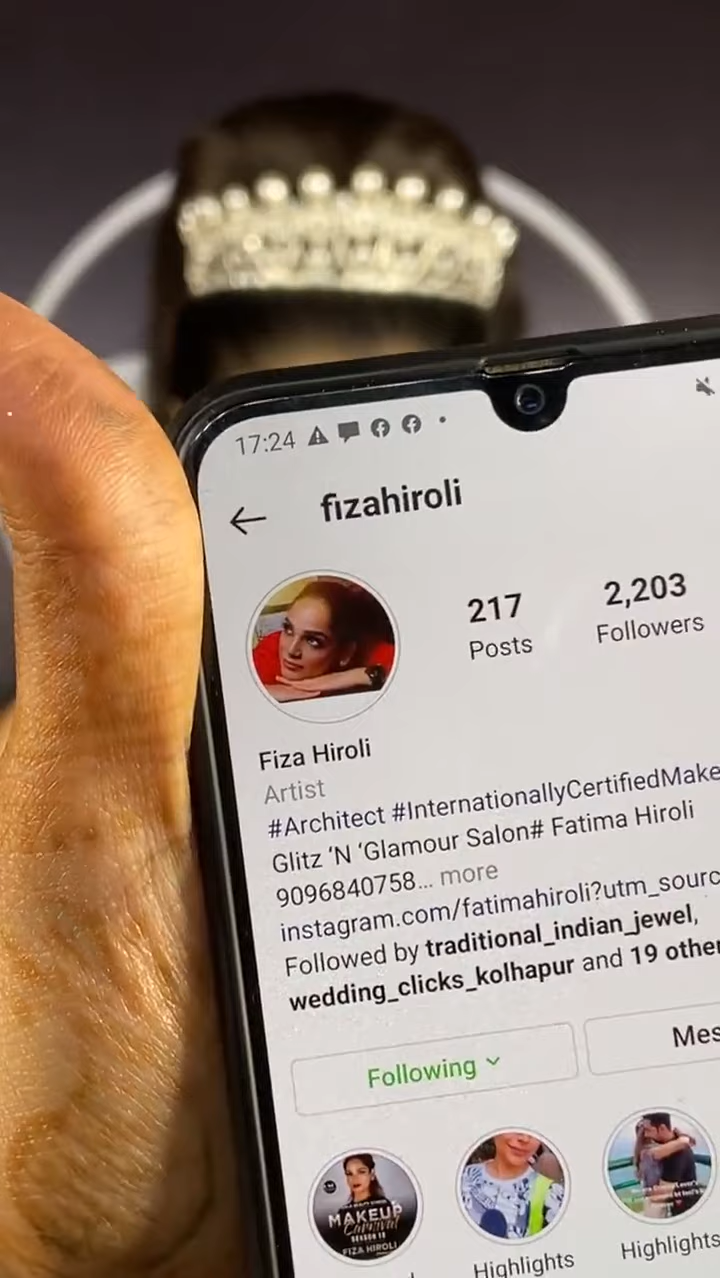 17:24
fizahiroli
217
Posts
2,203
Followers
Fiza Hiroli
Artist
#Architect #InternationallyCertifiedMake
Glitz 'N 'Glamour Salon# Fatima Hiroli
9096840758... more
instagram.com/fatimahiroli?utm_sourc
Followed by traditional_indian_jewel,
wedding_clicks_kolhapur and 19 other
Following
Mes
MAKEUP
Carnival
SEASON 10
FIZA HIROLI
Highlights
Highlights